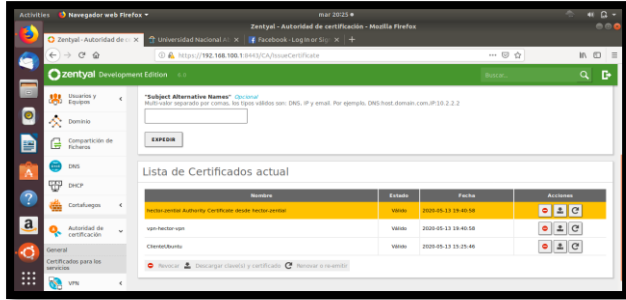 Activities Navegador web Firefox mar 20:25
Zentyal - Autoridad de certificación - Mozilla Firefox
Zentyal - Autoridad de c Universidad Nacional A Facebook - Log In or Sig
https://192.168.100.1:8443/CA/IssueCertificate
zentyal Development Edition 6.0
Buscar...
Usuarios y
Equipos
Dominio
Compartición de
ficheros
DNS
DHCP
Cortafuegos
Autoridad de
certificación
General
Certificados para los
servicios
VPN
"Subject Alternative Names" Opcional
Multi-valor separado por comas, los tipos válidos son: DNS, IP y email. Por ejemplo, DNS:host.domain.com,IP:10.2.2.2
EXPEDIR
Lista de Certificados actual
Nombre Estado Fecha Acciones
hector-zential Authority Certificate desde hector-zential Válido 2020-05-13 19:40:58
vpn-hector-vpn Válido 2020-05-13 19:40:58
ClienteUbuntu Válido 2020-05-13 15:25:46
Revocar Descargar clave(s) y certificado Renovar o re-emitir